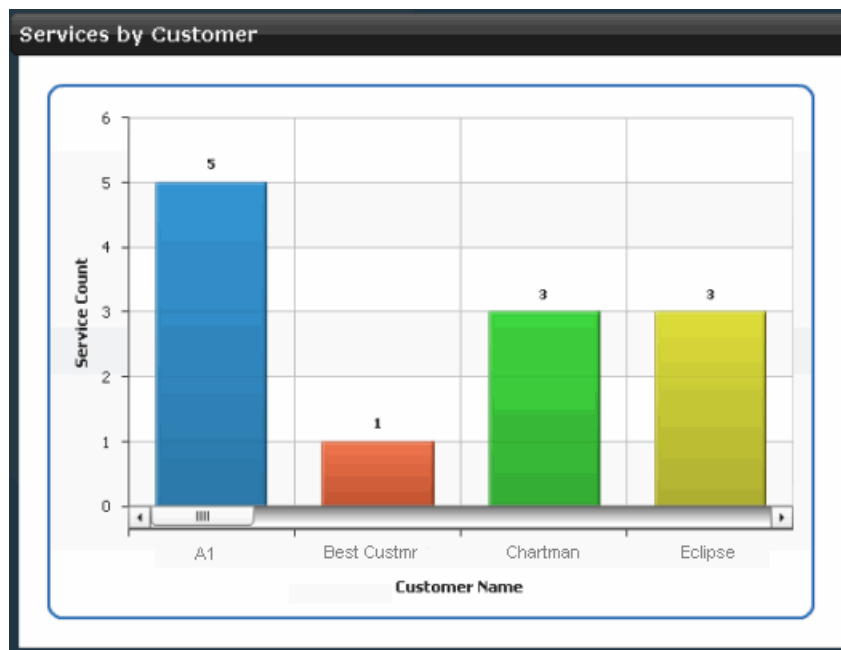 Services by Customer
6
5
5
4
3
3
3
2
1
1
0
Service Count
A1
Best Custmr
Chartman
Eclipse
Customer Name